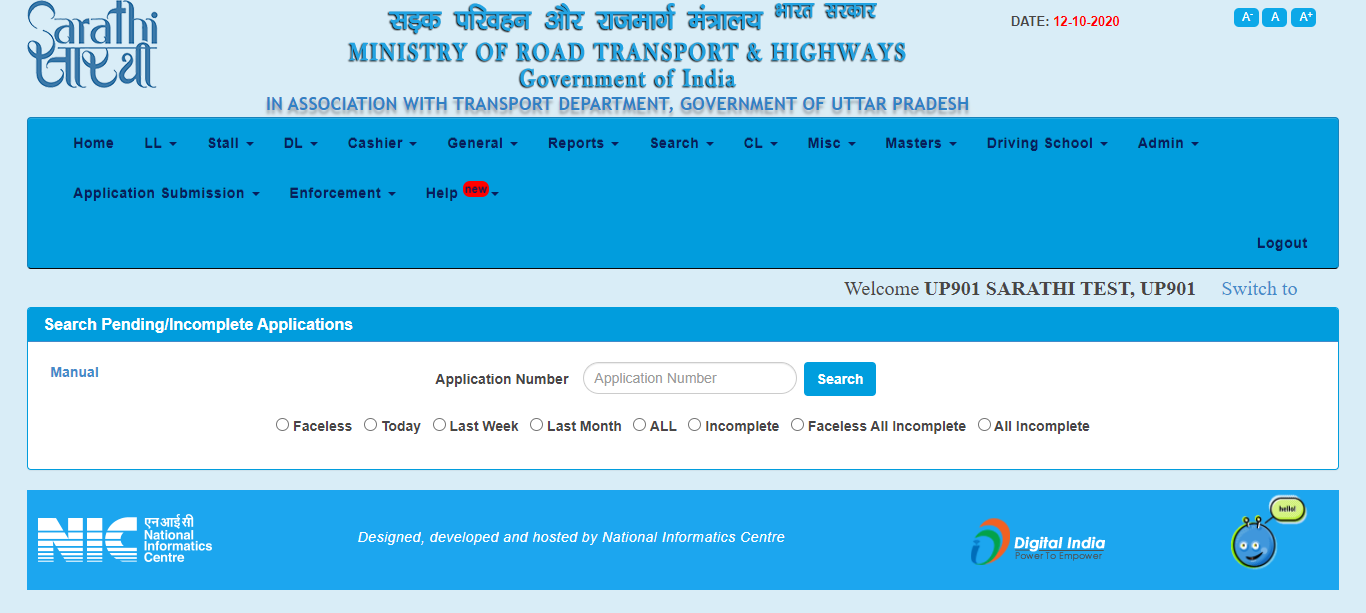 Sarathi
सारथी
सड़क परिवहन और राजमार्ग मंत्रालय भारत सरकार
MINISTRY OF ROAD TRANSPORT & HIGHWAYS
Government of India
IN ASSOCIATION WITH TRANSPORT DEPARTMENT, GOVERNMENT OF UTTAR PRADESH
DATE: 12-10-2020
A- A A+
Home LL Stall DL Cashier General Reports Search CL Misc Masters Driving School Admin
Application Submission Enforcement Help new
Logout
Welcome UP901 SARATHI TEST, UP901 Switch to
Search Pending/Incomplete Applications
Manual
Application Number Application Number Search
Faceless Today Last Week Last Month ALL Incomplete Faceless All Incomplete All Incomplete
NIC
एन आई सी
National
Informatics
Centre
Designed, developed and hosted by National Informatics Centre
Digital India
Power To Empower
hello!